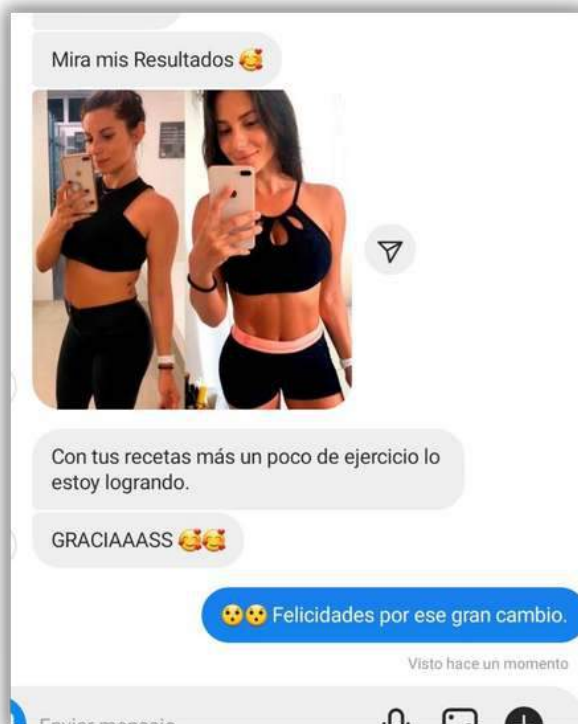 Mira mis Resultados 🥰
Con tus recetas más un poco de ejercicio lo
estoy logrando.
GRACIAAASS 🥰🥰
😯😯 Felicidades por ese gran cambio.
Visto hace un momento